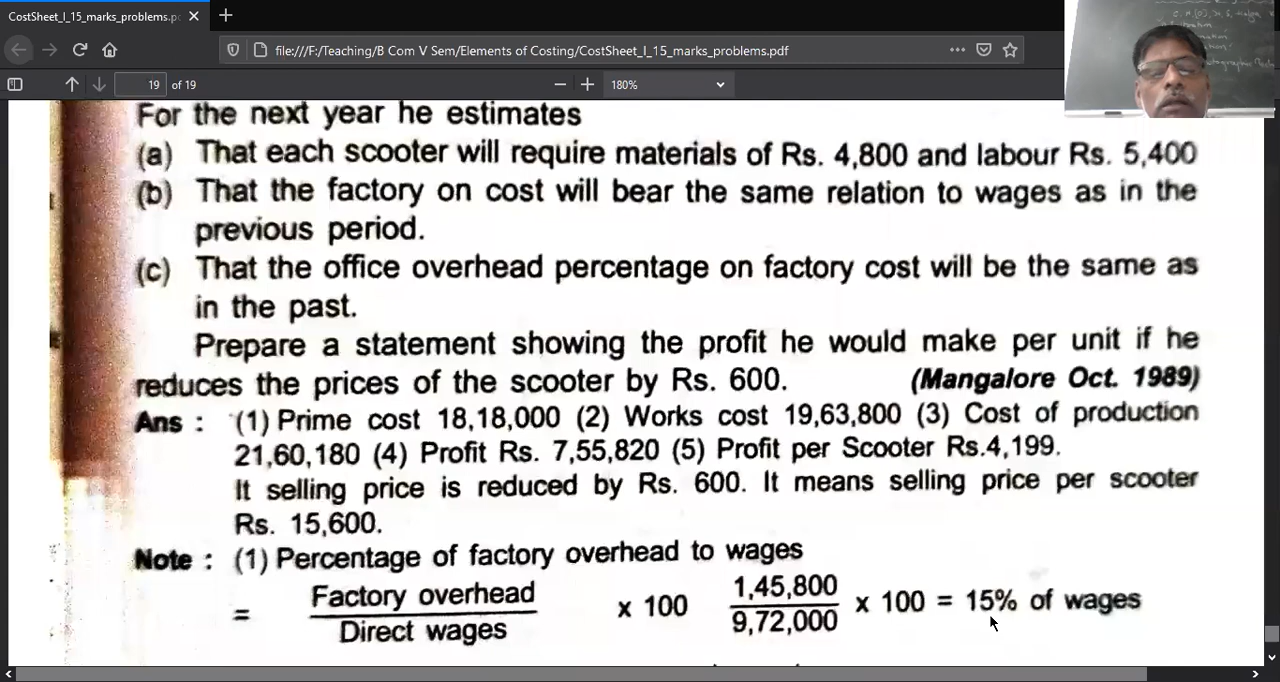 CostSheet_I_15_marks_problems.pd
file:///F:/Teaching/B Com V Sem/Elements of Costing/CostSheet_I_15_marks_problems.pdf
19 of 19
180%
For the next year he estimates
(a) That each scooter will require materials of Rs. 4,800 and labour Rs. 5,400
(b) That the factory on cost will bear the same relation to wages as in the
previous period.
(c) That the office overhead percentage on factory cost will be the same as
in the past.
Prepare a statement showing the profit he would make per unit if he
reduces the prices of the scooter by Rs. 600. (Mangalore Oct. 1989)
Ans : (1) Prime cost 18,18,000 (2) Works cost 19,63,800 (3) Cost of production
21,60,180 (4) Profit Rs. 7,55,820 (5) Profit per Scooter Rs.4,199.
It selling price is reduced by Rs. 600. It means selling price per scooter
Rs. 15,600.
Note : (1) Percentage of factory overhead to wages
= Factory overhead / Direct wages x 100 1,45,800 / 9,72,000 x 100 = 15% of wages